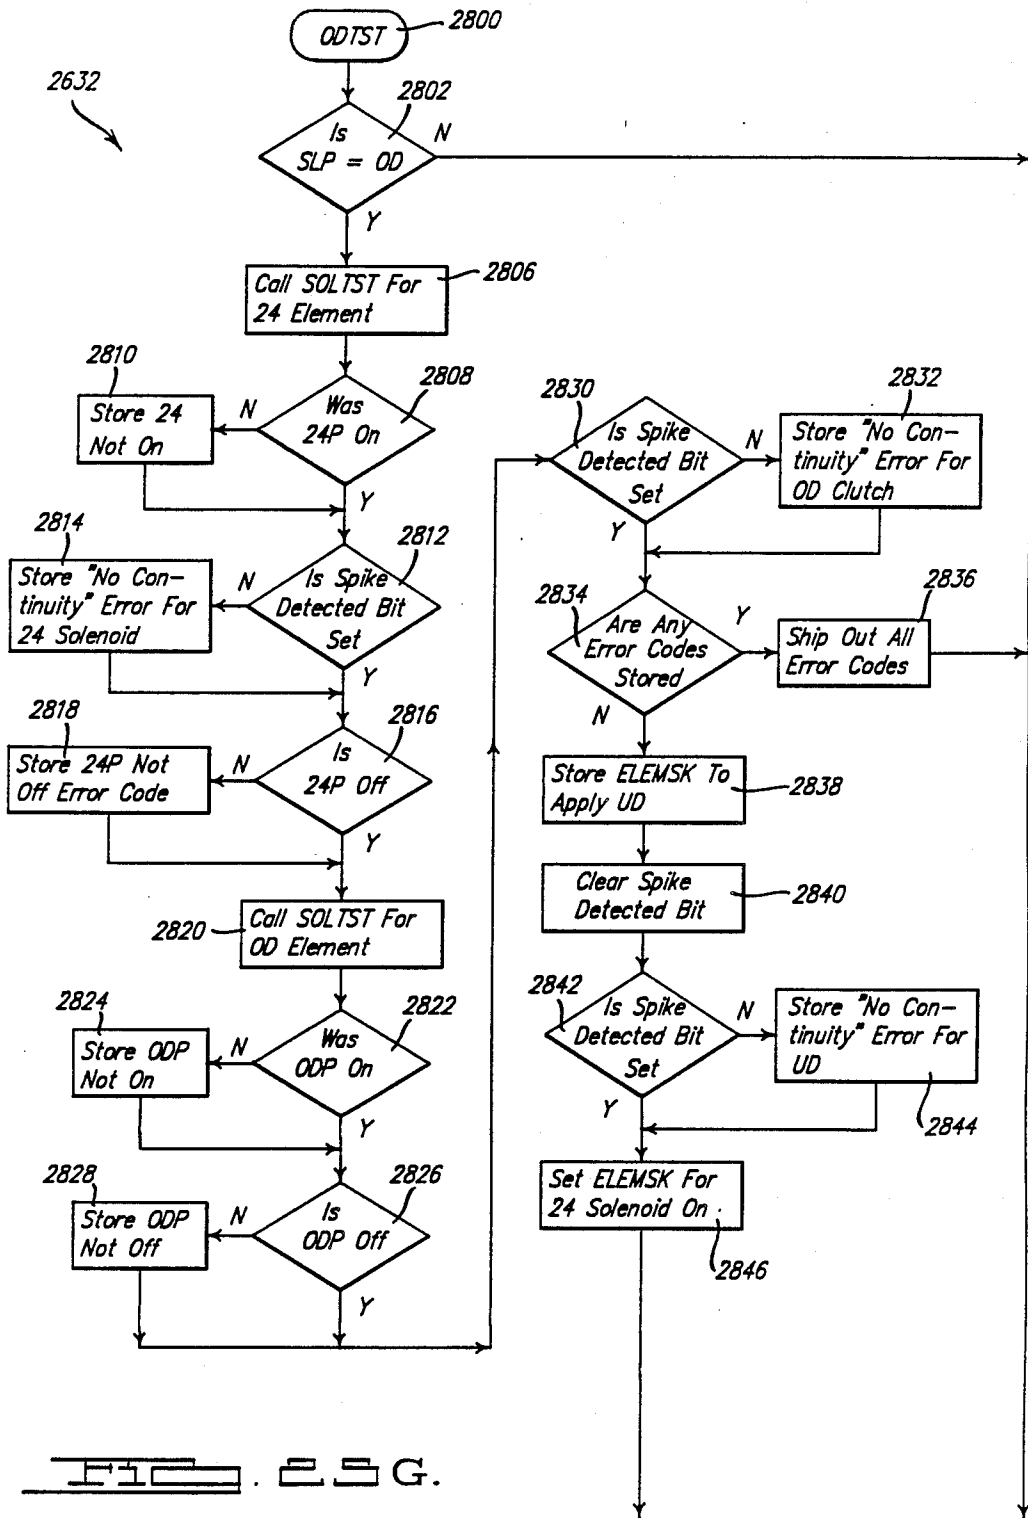 ODTST
2800
2632
2802
Is
SLP = OD
N
Y
Call SOLTST For
24 Element
2806
2810
Store 24
Not On
N
Was
24P On
2808
Y
2814
Store "No Con-
tinuity" Error For
24 Solenoid
N
Is Spike
Detected Bit
Set
2812
Y
2818
Store 24P Not
Off Error Code
N
Is
24P Off
2816
Y
2820
Call SOLTST For
OD Element
2824
Store ODP
Not On
N
Was
ODP On
2822
Y
2828
Store ODP
Not Off
N
Is
ODP Off
2826
Y
2830
Is Spike
Detected Bit
Set
N
Y
2832
Store "No Con-
tinuity" Error For
OD Clutch
2834
Are Any
Error Codes
Stored
Y
N
2836
Ship Out All
Error Codes
Store ELEMSK To
Apply UD
2838
Clear Spike
Detected Bit
2840
2842
Is Spike
Detected Bit
Set
N
Y
Store "No Con-
tinuity" Error For
UD
2844
Set ELEMSK For
24 Solenoid On
2846